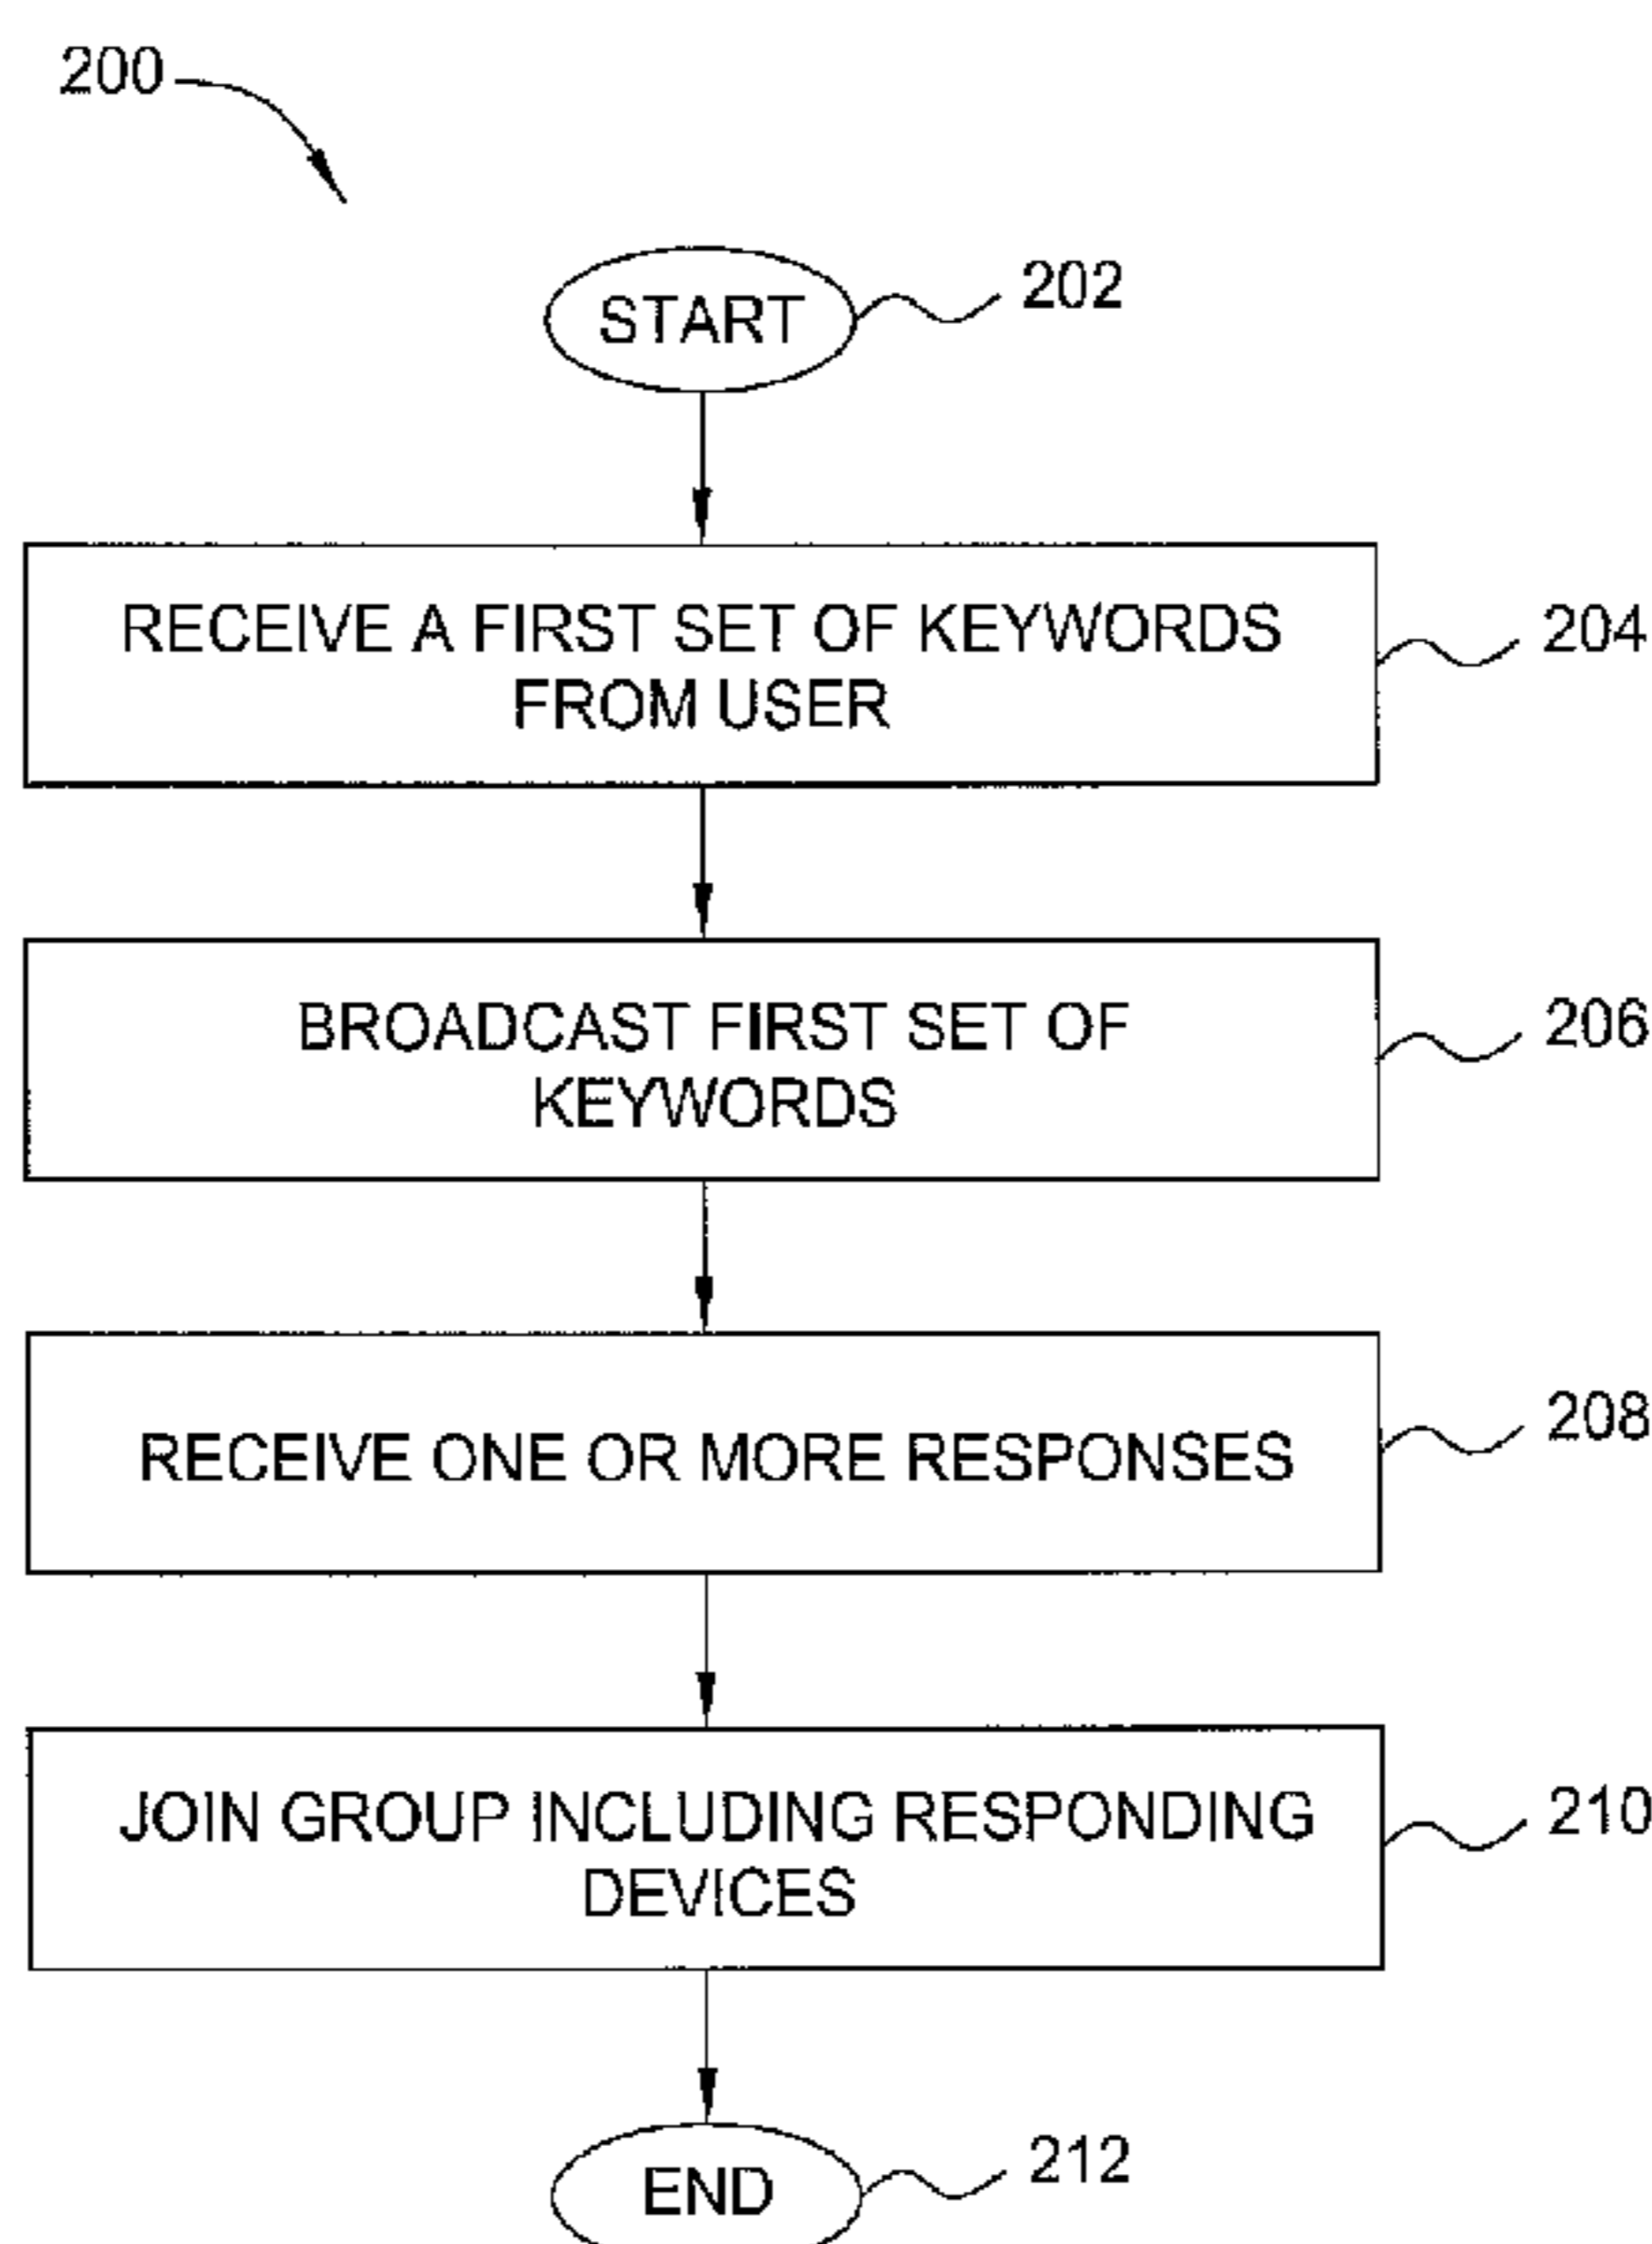 200
START
202
RECEIVE A FIRST SET OF KEYWORDS
FROM USER
204
BROADCAST FIRST SET OF
KEYWORDS
206
RECEIVE ONE OR MORE RESPONSES
208
JOIN GROUP INCLUDING RESPONDING
DEVICES
210
END
212